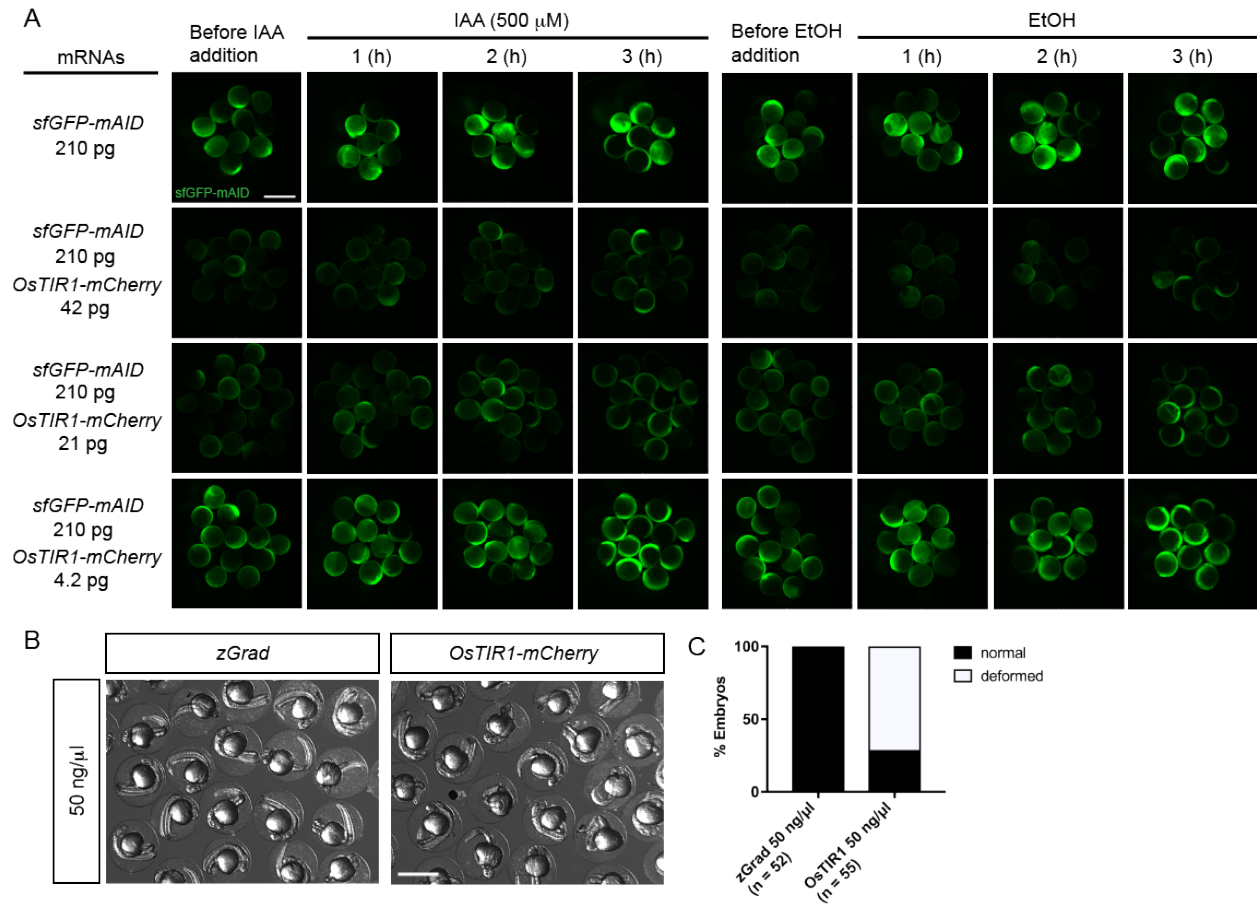 A
mRNAs
Before IAA
addition
IAA (500 μM)
1 (h)
2 (h)
3 (h)
Before EtOH
addition
EtOH
1 (h)
2 (h)
3 (h)
sfGFP-mAID
210 pg
sfGFP-mAID
sfGFP-mAID
210 pg
OsTIR1-mCherry
42 pg
sfGFP-mAID
210 pg
OsTIR1-mCherry
21 pg
sfGFP-mAID
210 pg
OsTIR1-mCherry
4.2 pg
B
zGrad
OsTIR1-mCherry
50 ng/μl
C
% Embryos
100
50
0
normal
deformed
zGrad 50 ng/μl
(n = 52)
OsTIR1 50 ng/μl
(n = 55)